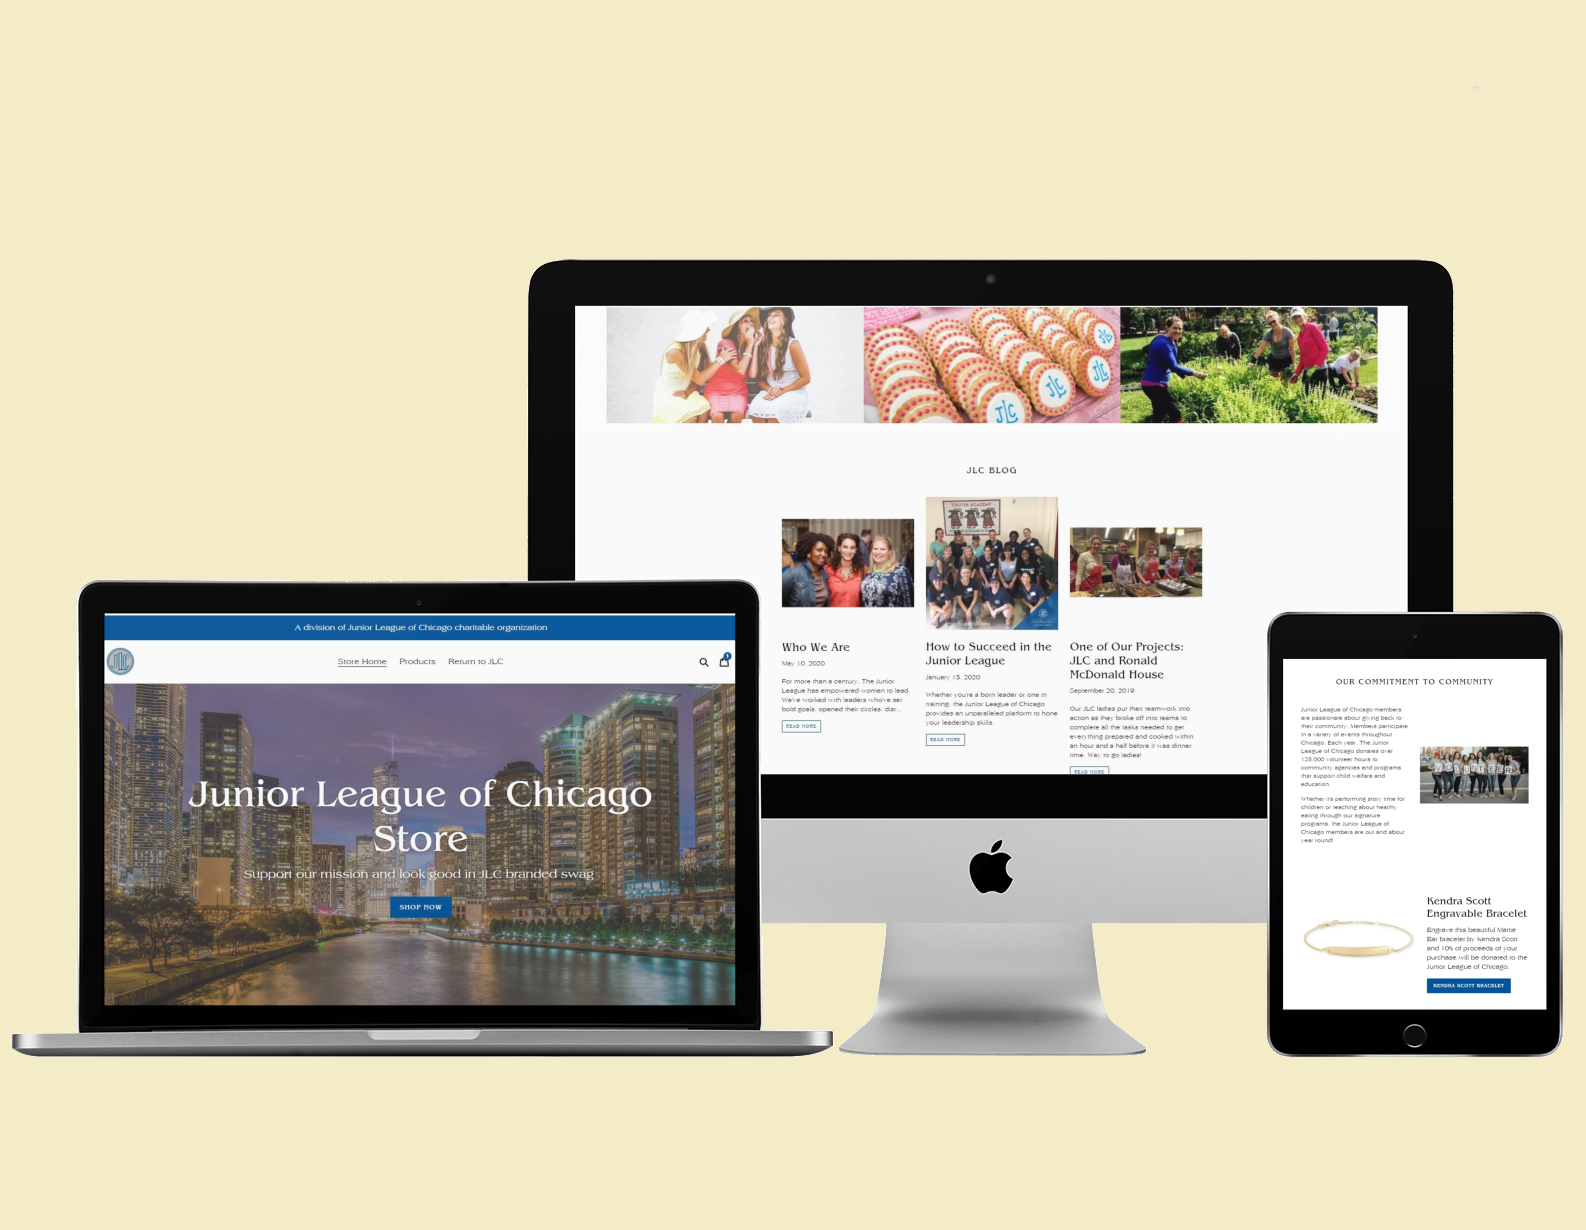 JLC
JLC
JLC
JLC BLOG
Who We Are
May 10, 2020
For more than a century, The Junior
League has empowered women to lead.
We've worked with leaders who've set
bold goals, opened their circles, disr...
READ MORE
How to Succeed in the
Junior League
January 15, 2020
Whether you're a born leader or one in
training, the Junior League of Chicago
provides an unparalleled platform to hone
your leadership skills.
READ MORE
One of Our Projects:
JLC and Ronald
McDonald House
September 20, 2019
Our JLC ladies put their teamwork into
action as they broke off into teams to
complete all the tasks needed to get
everything prepared and cooked within
an hour and a half before it was dinner
time. Way to go ladies!
READ MORE
A division of Junior League of Chicago charitable organization
JLC
Store Home Products Return to JLC
1
Junior League of Chicago
Store
Support our mission and look good in JLC branded swag
SHOP NOW
OUR COMMITMENT TO COMMUNITY
Junior League of Chicago members
are passionate about giving back to
their community. Members participate
in a variety of events throughout
Chicago. Each year, The Junior
League of Chicago donates over
125,000 volunteer hours to
community agencies and programs
that support child welfare and
education.
Whether it's performing story time for
children or teaching about healthy
eating through our signature
programs, the Junior League of
Chicago members are out and about
year round!
VOLUNTEER
Kendra Scott
Engravable Bracelet
Engrave this beautiful Mattie
Bar bracelet by Kendra Scott
and 10% of proceeds of your
purchase will be donated to the
Junior League of Chicago.
KENDRA SCOTT BRACELET